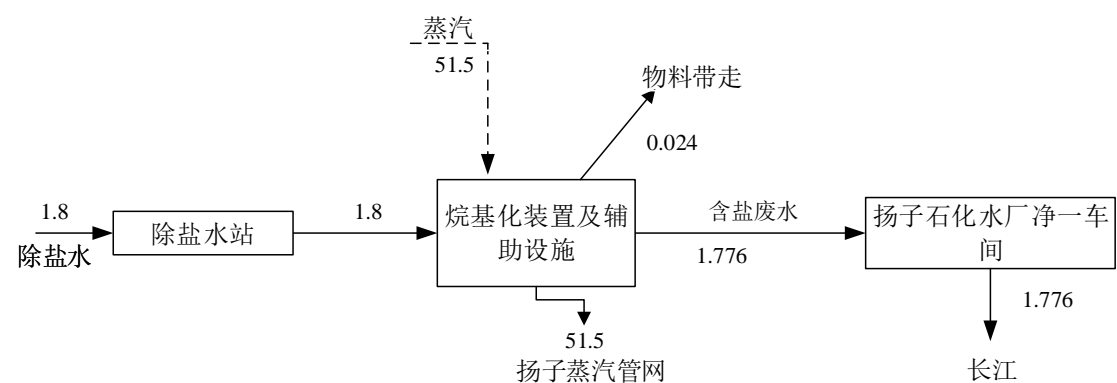 蒸汽
51.5
物料带走
0.024
1.8
除盐水
除盐水站
1.8
烷基化装置及辅
助设施
含盐废水
1.776
扬子石化水厂净一车
间
1.776
51.5
扬子蒸汽管网
长江